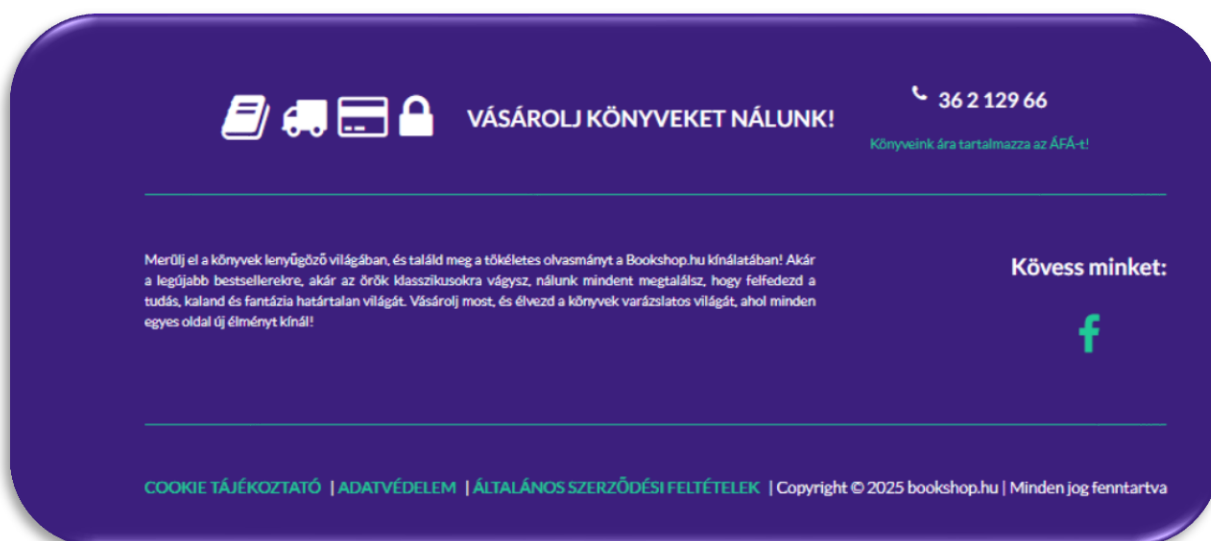 VÁSÁROLJ KÖNYVEKET NÁLUNK!
36 2 129 66
Könyveink ára tartalmazza az ÁFÁ-t!
Merülj el a könyvek lenyűgöző világában, és találd meg a tökéletes olvasmányt a Bookshop.hu kínálatában! Akár
a legújabb bestsellerekre, akár az örök klasszikusokra vágysz, nálunk mindent megtalálsz, hogy felfedezd a
tudás, kaland és fantázia határtalan világát. Vásárolj most, és élvezd a könyvek varázslatos világát, ahol minden
egyes oldal új élményt kínál!
Kövess minket:
COOKIE TÁJÉKOZTATÓ | ADATVÉDELEM | ÁLTALÁNOS SZERZŐDÉSI FELTÉTELEK | Copyright © 2025 bookshop.hu | Minden jog fenntartva